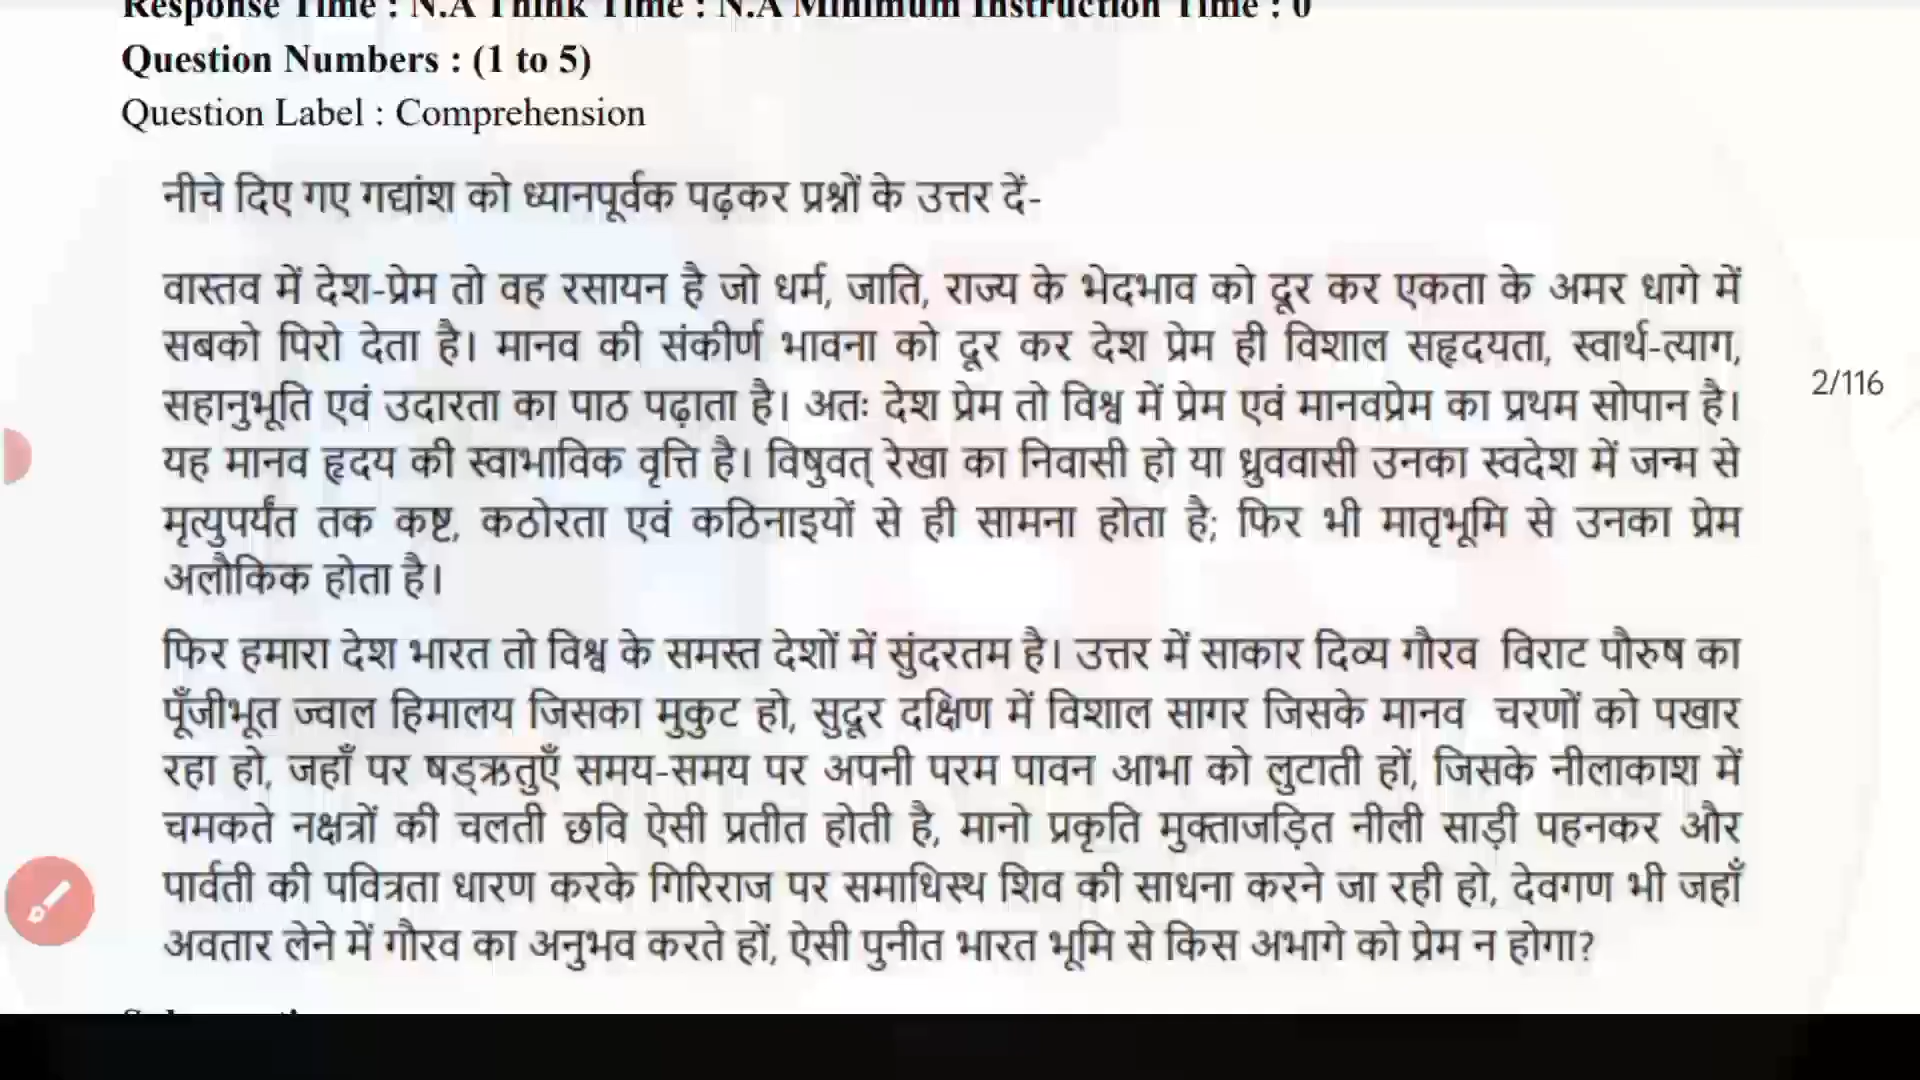 Response Time : N.A Think Time : N.A Minimum Instruction Time : 0
Question Numbers : (1 to 5)
Question Label : Comprehension
नीचे दिए गए गद्यांश को ध्यानपूर्वक पढ़कर प्रश्नों के उत्तर दें-
वास्तव में देश-प्रेम तो वह रसायन है जो धर्म, जाति, राज्य के भेदभाव को दूर कर एकता के अमर धागे में
सबको पिरो देता है। मानव की संकीर्ण भावना को दूर कर देश प्रेम ही विशाल सहृदयता, स्वार्थ-त्याग,
सहानुभूति एवं उदारता का पाठ पढ़ाता है। अतः देश प्रेम तो विश्व में प्रेम एवं मानवप्रेम का प्रथम सोपान है।
2/116
यह मानव हृदय की स्वाभाविक वृत्ति है। विषुवत् रेखा का निवासी हो या ध्रुववासी उनका स्वदेश में जन्म से
मृत्युपर्यंत तक कष्ट, कठोरता एवं कठिनाइयों से ही सामना होता है; फिर भी मातृभूमि से उनका प्रेम
अलौकिक होता है।
फिर हमारा देश भारत तो विश्व के समस्त देशों में सुंदरतम है। उत्तर में साकार दिव्य गौरव विराट पौरुष का
पूँजीभूत ज्वाल हिमालय जिसका मुकुट हो, सुदूर दक्षिण में विशाल सागर जिसके मानव चरणों को पखार
रहा हो, जहाँ पर षड्ऋतुएँ समय-समय पर अपनी परम पावन आभा को लुटाती हों, जिसके नीलाकाश में
चमकते नक्षत्रों की चलती छवि ऐसी प्रतीत होती है, मानो प्रकृति मुक्ताजड़ित नीली साड़ी पहनकर और
पार्वती की पवित्रता धारण करके गिरिराज पर समाधिस्थ शिव की साधना करने जा रही हो, देवगण भी जहाँ
अवतार लेने में गौरव का अनुभव करते हों, ऐसी पुनीत भारत भूमि से किस अभागे को प्रेम न होगा?